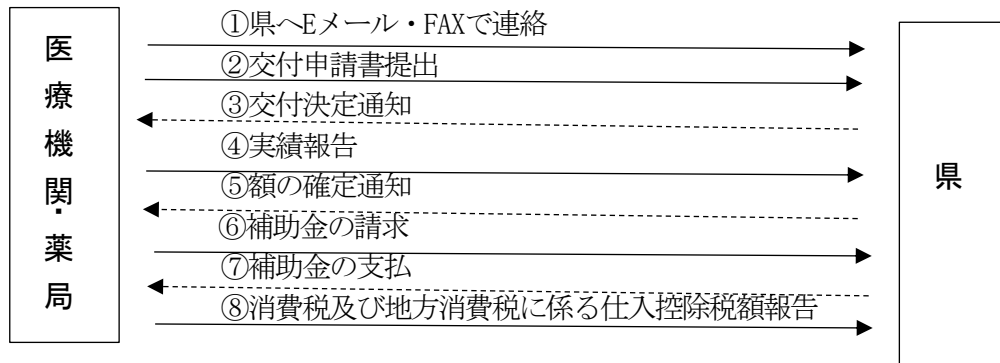 医療機関・薬局
①県へEメール・FAXで連絡
②交付申請書提出
③交付決定通知
④実績報告
⑤額の確定通知
⑥補助金の請求
⑦補助金の支払
⑧消費税及び地方消費税に係る仕入控除税額報告
県